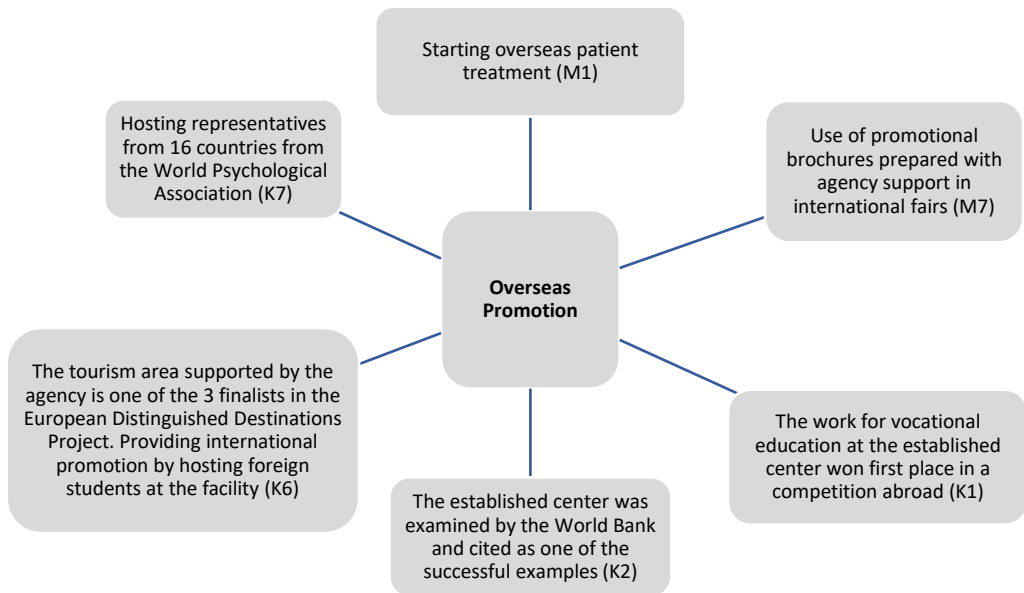 Starting overseas patient
treatment (M1)
Hosting representatives
from 16 countries from
the World Psychological
Association (K7)
Use of promotional
brochures prepared with
agency support in
international fairs (M7)
Overseas
Promotion
The tourism area supported by the
agency is one of the 3 finalists in the
European Distinguished Destinations
Project. Providing international
promotion by hosting foreign
students at the facility (K6)
The work for vocational
education at the established
center won first place in a
competition abroad (K1)
The established center was
examined by the World Bank
and cited as one of the
successful examples (K2)